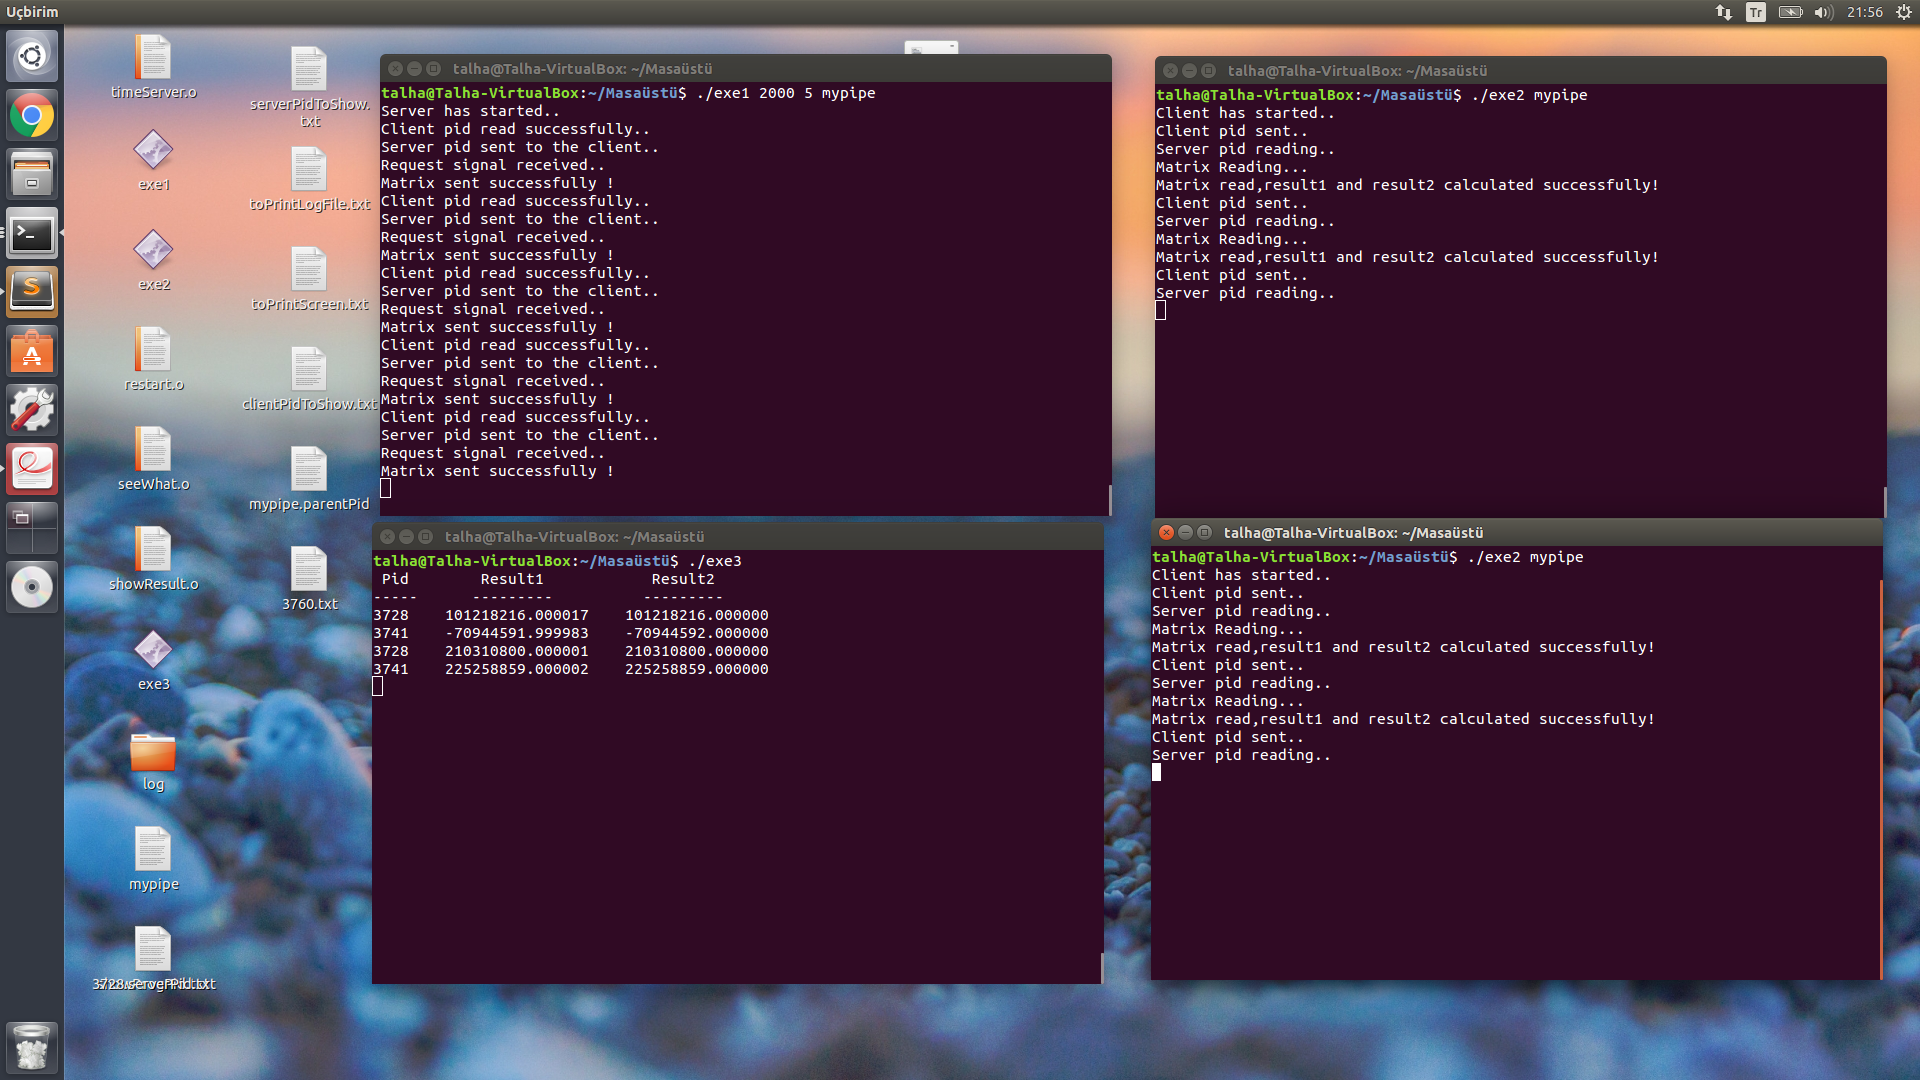 Uçbirim
Tr
21:56
timeServer.o
exe1
exe2
restart.o
seeWhat.o
showResult.o
exe3
log
mypipe
serverPidToShow.
txt
toPrintLogFile.txt
toPrintScreen.txt
clientPidToShow.txt
mypipe.parentPid
3760.txt
talha@Talha-VirtualBox: ~/Masaüstü
talha@Talha-VirtualBox:~/Masaüstü$ ./exe1 2000 5 mypipe
Server has started..
Client pid read successfully..
Server pid sent to the client..
Request signal received..
Matrix sent successfully !
Client pid read successfully..
Server pid sent to the client..
Request signal received..
Matrix sent successfully !
Client pid read successfully..
Server pid sent to the client..
Request signal received..
Matrix sent successfully !
Client pid read successfully..
Server pid sent to the client..
Request signal received..
Matrix sent successfully !
Client pid read successfully..
Server pid sent to the client..
Request signal received..
Matrix sent successfully !
talha@Talha-VirtualBox: ~/Masaüstü
talha@Talha-VirtualBox:~/Masaüstü$ ./exe2 mypipe
Client has started..
Client pid sent..
Server pid reading..
Matrix Reading...
Matrix read,result1 and result2 calculated successfully!
Client pid sent..
Server pid reading..
Matrix Reading...
Matrix read,result1 and result2 calculated successfully!
Client pid sent..
Server pid reading..
talha@Talha-VirtualBox: ~/Masaüstü
talha@Talha-VirtualBox:~/Masaüstü$ ./exe3
Pid Result1 Result2
----- --------- ---------
3728 101218216.000017 101218216.000000
3741 -70944591.999983 -70944592.000000
3728 210310800.000001 210310800.000000
3741 225258859.000002 225258859.000000
talha@Talha-VirtualBox: ~/Masaüstü
talha@Talha-VirtualBox:~/Masaüstü$ ./exe2 mypipe
Client has started..
Client pid sent..
Server pid reading..
Matrix Reading...
Matrix read,result1 and result2 calculated successfully!
Client pid sent..
Server pid reading..
Matrix Reading...
Matrix read,result1 and result2 calculated successfully!
Client pid sent..
Server pid reading..